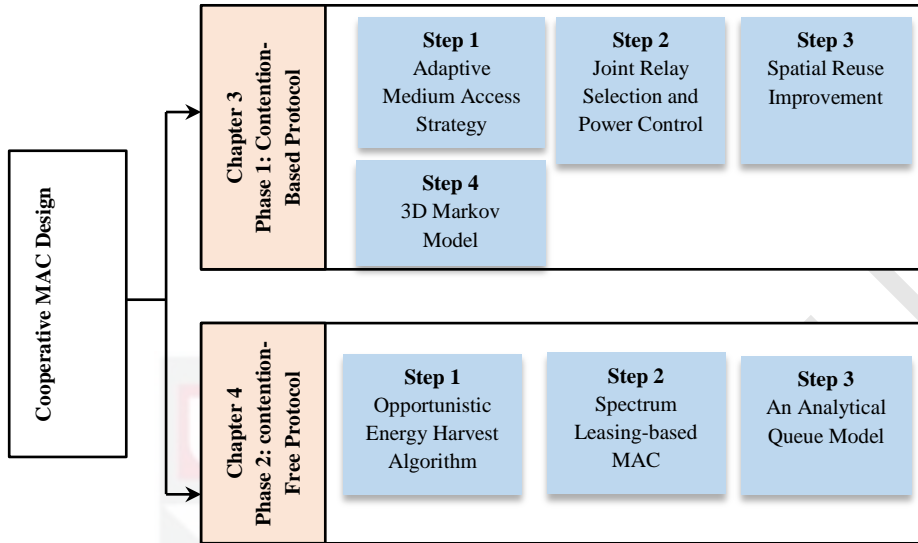 Cooperative MAC Design
Chapter 3
Phase 1: Contention-
Based Protocol
Step 1
Adaptive
Medium Access
Strategy
Step 2
Joint Relay
Selection and
Power Control
Step 3
Spatial Reuse
Improvement
Step 4
3D Markov
Model
Chapter 4
Phase 2: contention-
Free Protocol
Step 1
Opportunistic
Energy Harvest
Algorithm
Step 2
Spectrum
Leasing-based
MAC
Step 3
An Analytical
Queue Model